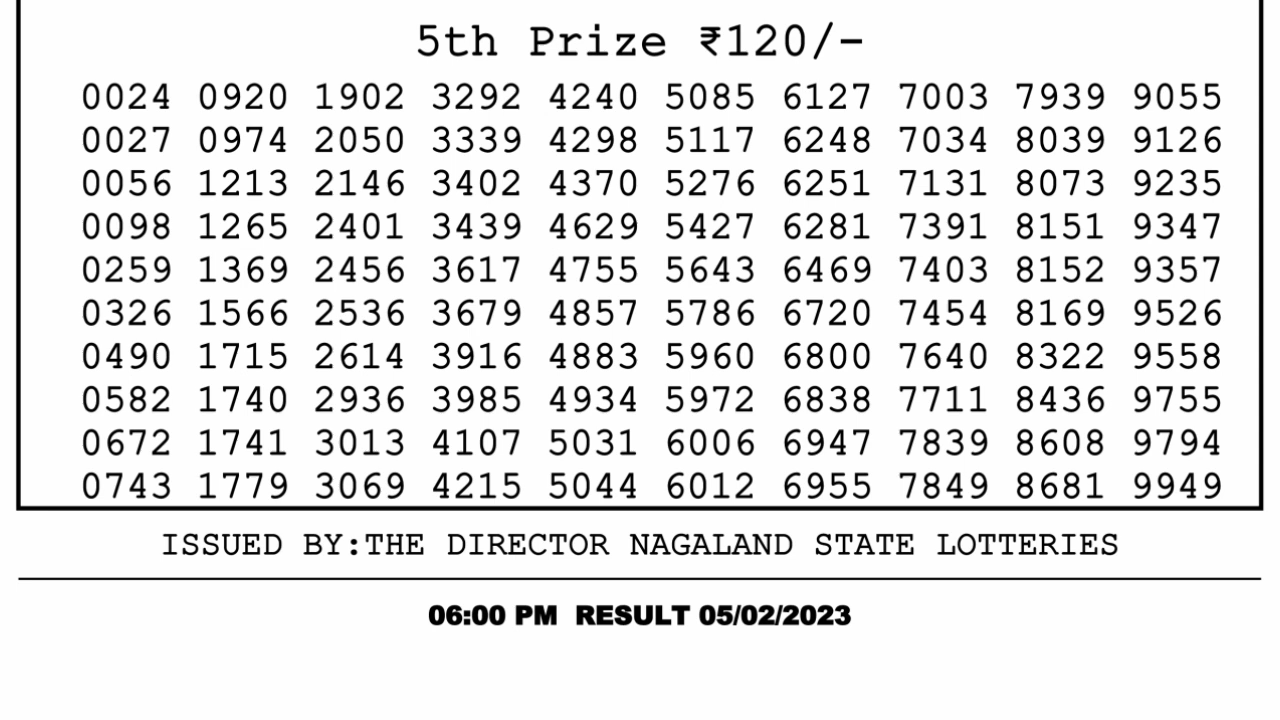 5th Prize ₹120/-
0024 0920 1902 3292 4240 5085 6127 7003 7939 9055
0027 0974 2050 3339 4298 5117 6248 7034 8039 9126
0056 1213 2146 3402 4370 5276 6251 7131 8073 9235
0098 1265 2401 3439 4629 5427 6281 7391 8151 9347
0259 1369 2456 3617 4755 5643 6469 7403 8152 9357
0326 1566 2536 3679 4857 5786 6720 7454 8169 9526
0490 1715 2614 3916 4883 5960 6800 7640 8322 9558
0582 1740 2936 3985 4934 5972 6838 7711 8436 9755
0672 1741 3013 4107 5031 6006 6947 7839 8608 9794
0743 1779 3069 4215 5044 6012 6955 7849 8681 9949
ISSUED BY:THE DIRECTOR NAGALAND STATE LOTTERIES
06:00 PM RESULT 05/02/2023